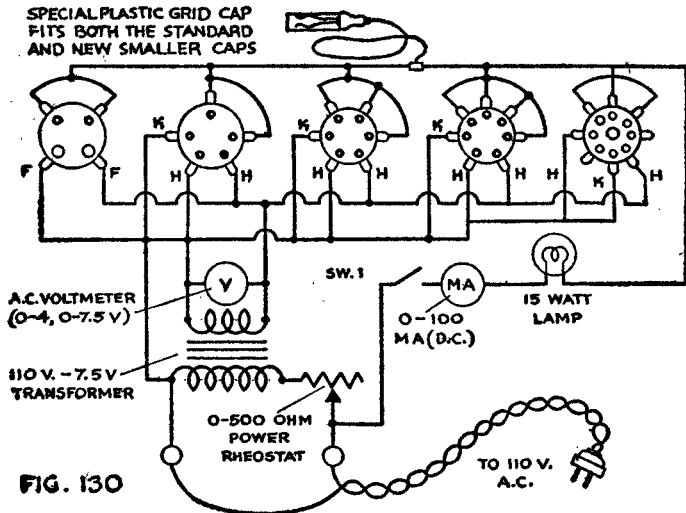 SPECIAL PLASTIC GRID CAP
FITS BOTH THE STANDARD
AND NEW SMALLER CAPS
K
K
K
F
F
H
H
H
H
H
H
H
K
H
V
A.C. VOLTMETER
(0-4, 0-7.5 V)
SW. 1
MA
0-100
MA (D.C.)
15 WATT
LAMP
110 V. - 7.5 V
TRANSFORMER
0-500 OHM
POWER
RHEOSTAT
TO 110 V.
A.C.
FIG. 130